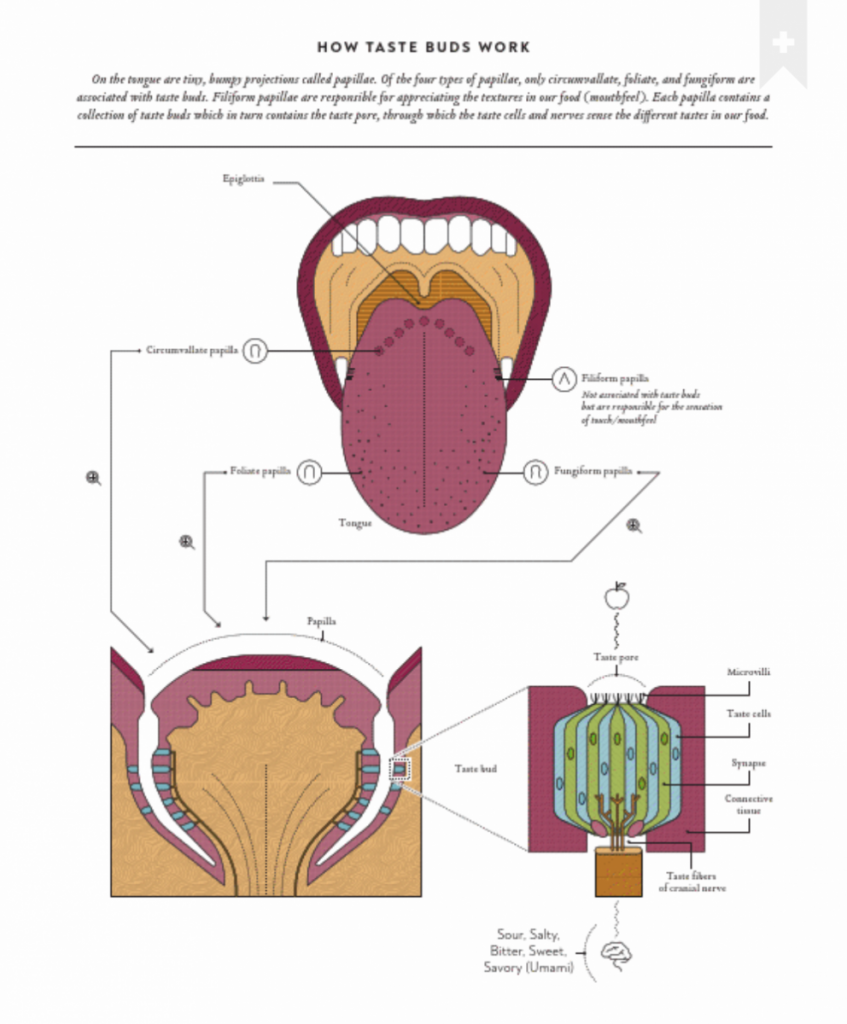 HOW TASTE BUDS WORK
On the tongue are tiny, bumpy projections called papillae. Of the four types of papillae, only circumvallate, foliate, and fungiform are
associated with taste buds. Filiform papillae are responsible for appreciating the textures in our food (mouthfeel). Each papilla contains a
collection of taste buds which in turn contains the taste pore, through which the taste cells and nerves sense the different tastes in our food.
Epiglottis
Circumvallate papilla
Filiform papilla
Not associated with taste buds
but are responsible for the sensation
of touch/mouthfeel
Foliate papilla
Fungiform papilla
Tongue
Papilla
Taste pore
Microvilli
Taste cells
Taste bud
Synapse
Connective
tissue
Taste fibers
of cranial nerve
Sour, Salty,
Bitter, Sweet,
Savory (Umami)